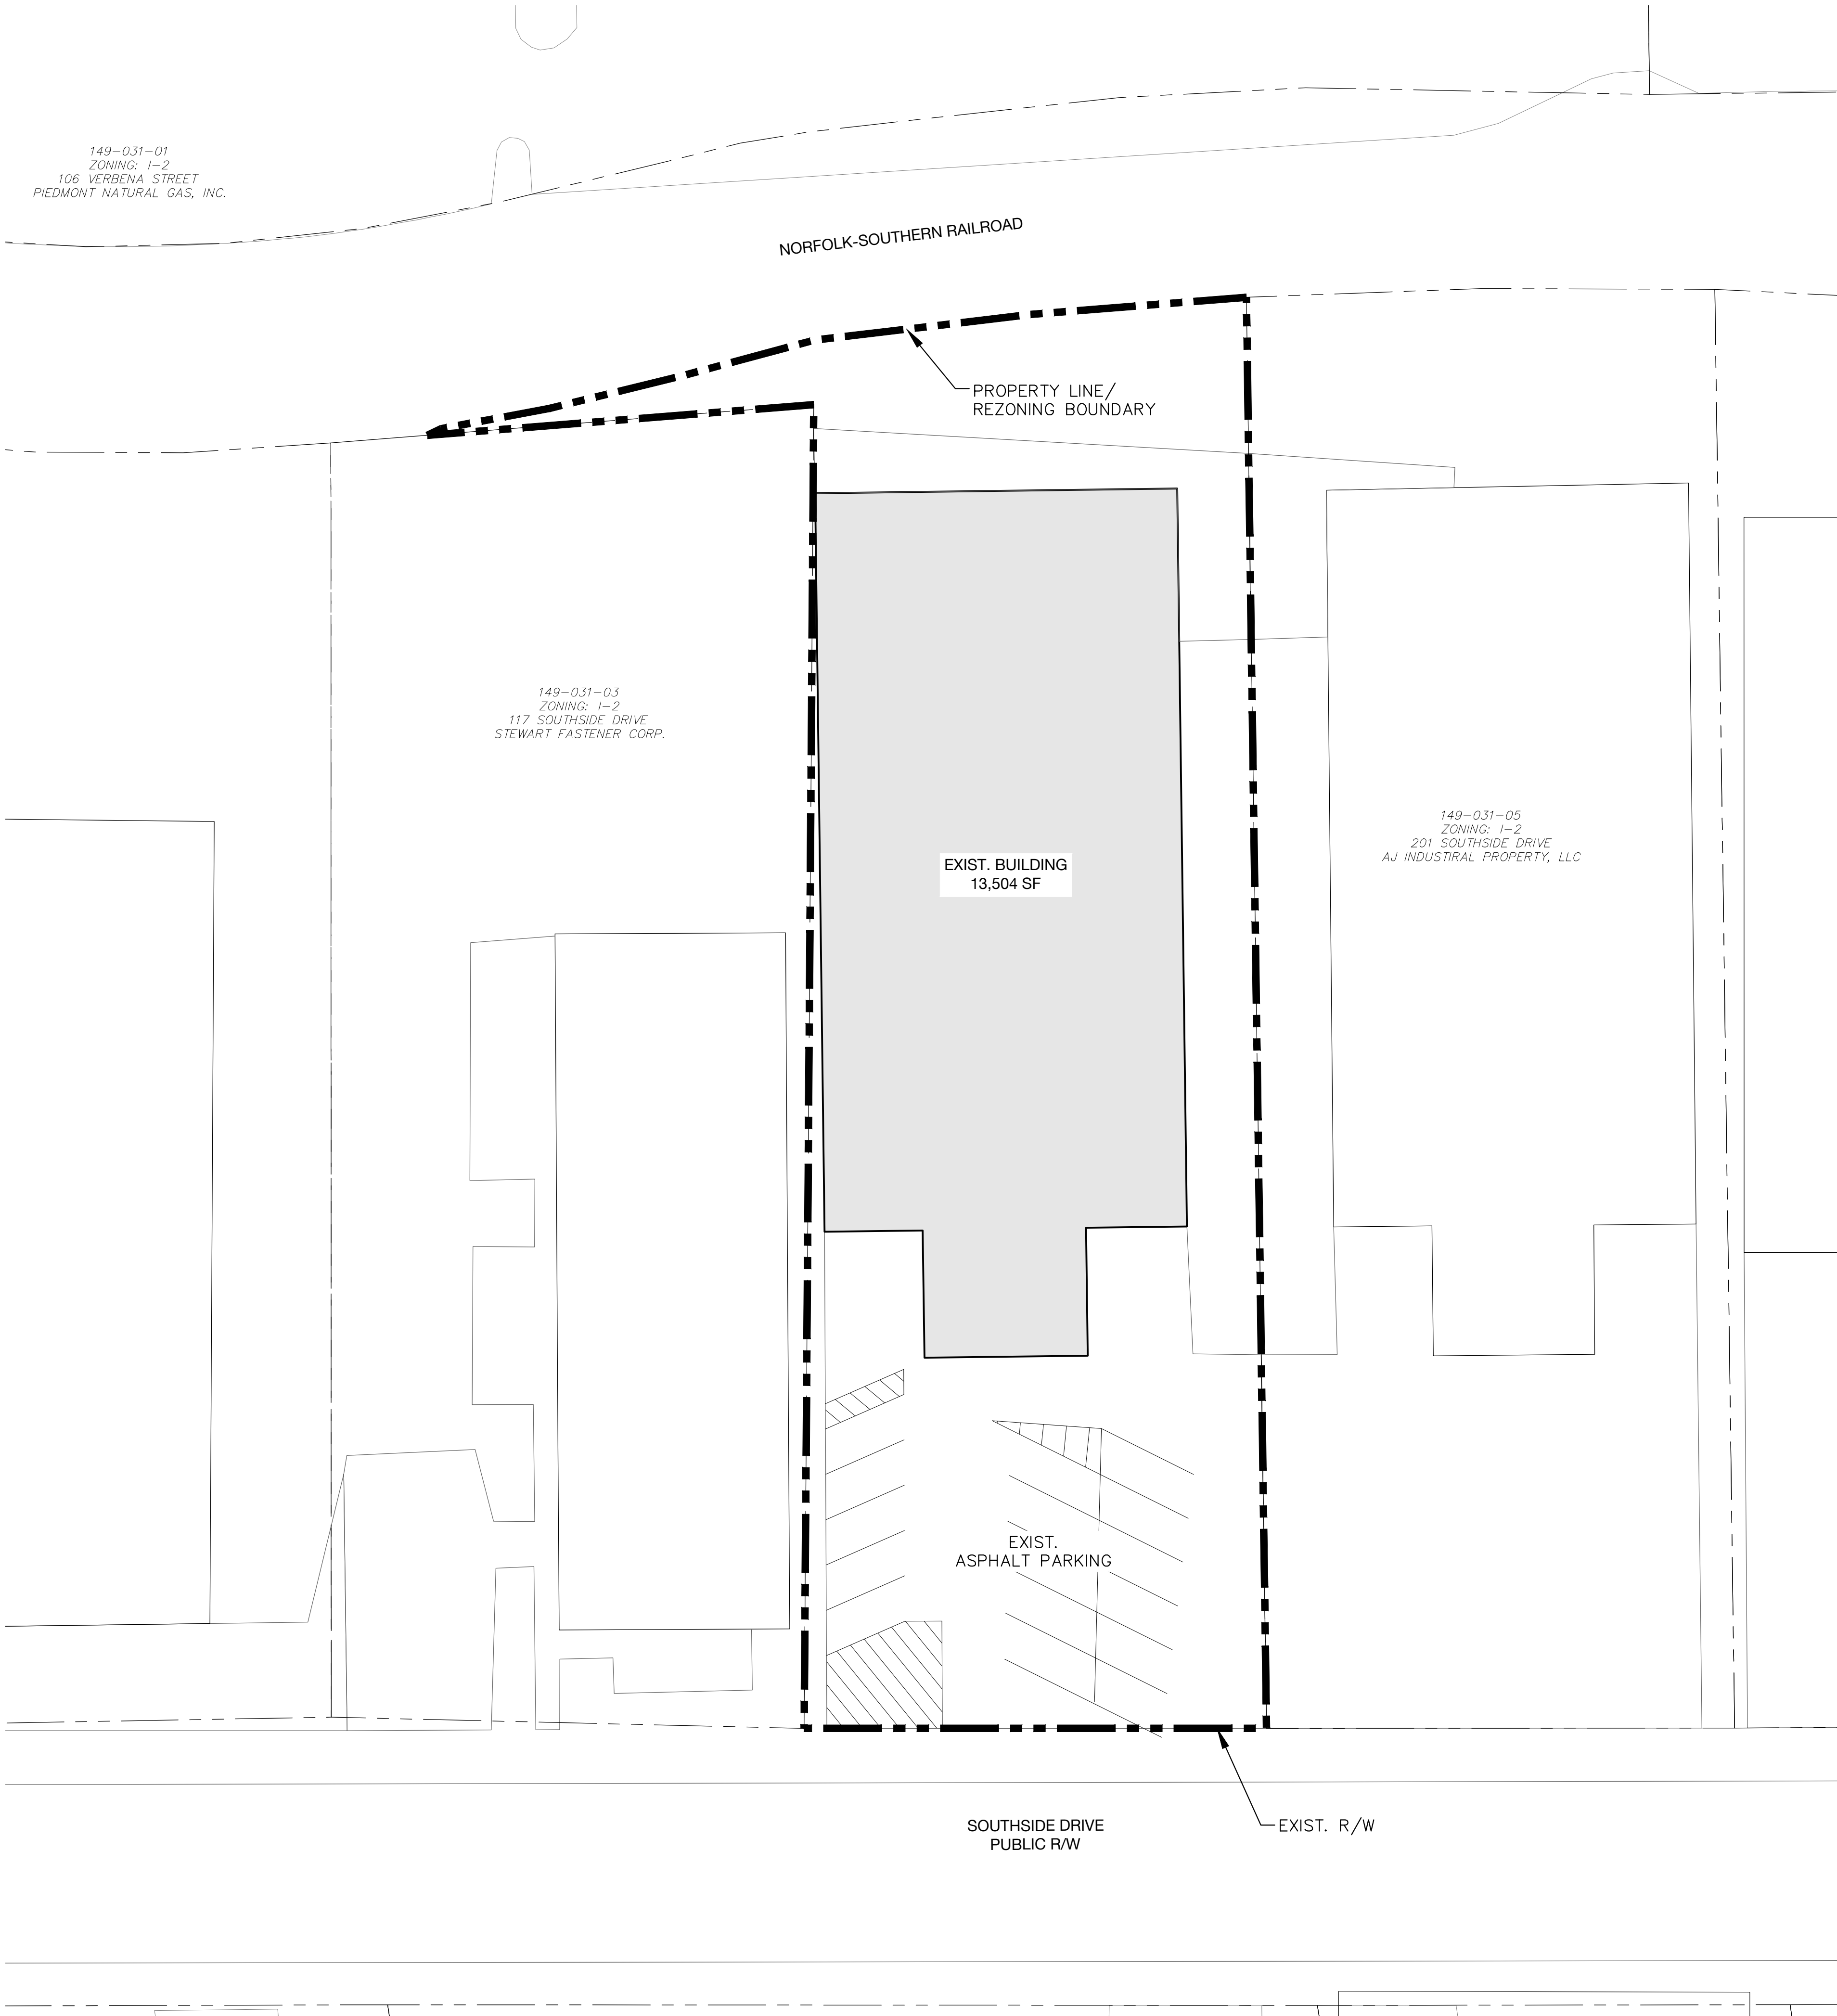 149-031-01
ZONING: I-2
106 VERBENA STREET
PIEDMONT NATURAL GAS, INC.
NORFOLK-SOUTHERN RAILROAD
PROPERTY LINE/
REZONING BOUNDARY
149-031-03
ZONING: I-2
117 SOUTHSIDE DRIVE
STEWART FASTENER CORP.
149-031-05
ZONING: I-2
201 SOUTHSIDE DRIVE
AJ INDUSTIRAL PROPERTY, LLC
EXIST. BUILDING
13,504 SF
EXIST.
ASPHALT PARKING
SOUTHSIDE DRIVE
PUBLIC R/W
EXIST. R/W